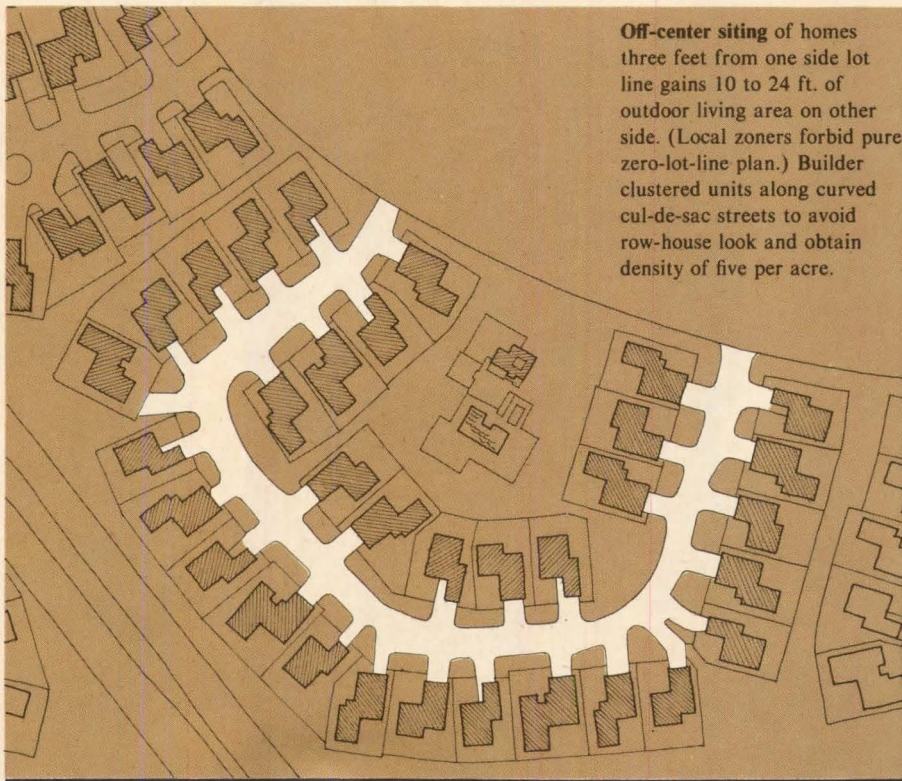 Off-center siting of homes
three feet from one side lot
line gains 10 to 24 ft. of
outdoor living area on other
side. (Local zoners forbid pure
zero-lot-line plan.) Builder
clustered units along curved
cul-de-sac streets to avoid
row-house look and obtain
density of five per acre.